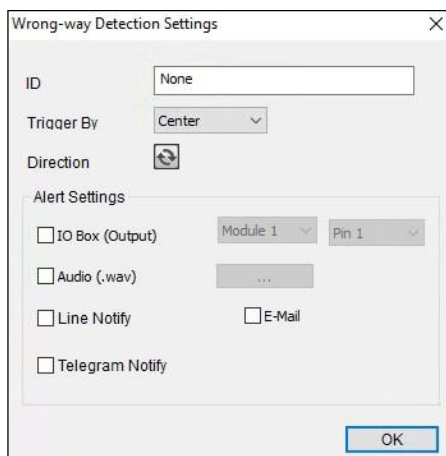 Wrong-way Detection Settings
ID None
Trigger By Center
Direction
Alert Settings
IO Box (Output) Module 1 Pin 1
Audio (.wav) ...
Line Notify E-Mail
Telegram Notify
OK